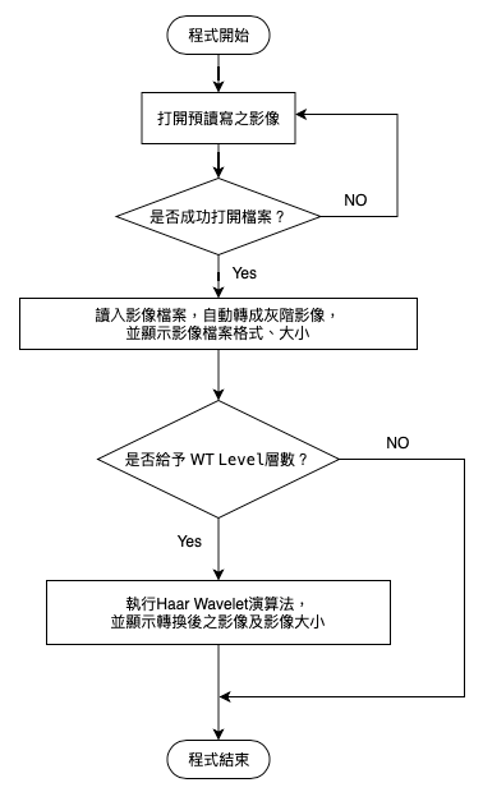 程式開始
打開預讀寫之影像
是否成功打開檔案？
NO
Yes
讀入影像檔案，自動轉成灰階影像，
並顯示影像檔案格式、大小
是否給予 WT Level層數？
NO
Yes
執行Haar Wavelet演算法，
並顯示轉換後之影像及影像大小
程式結束